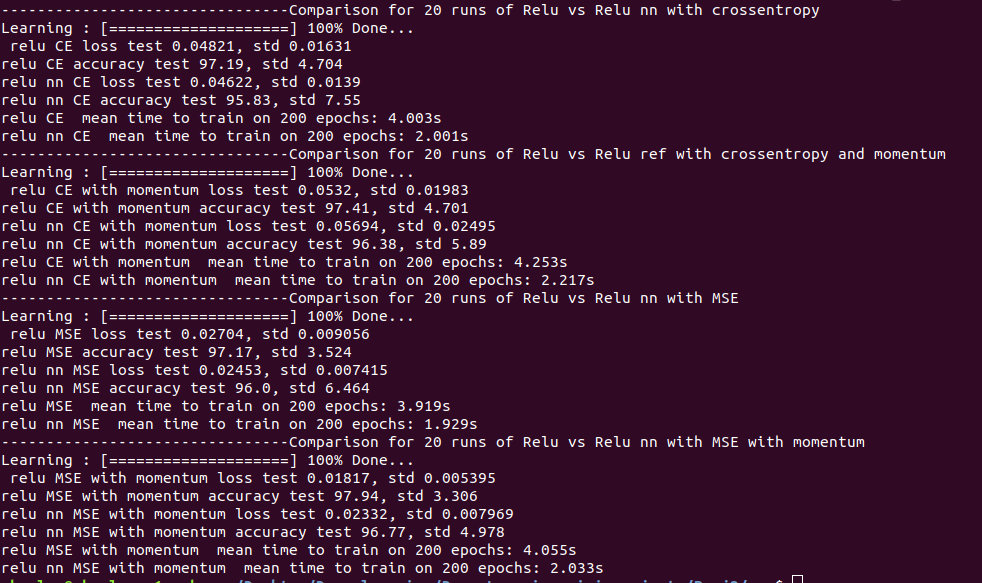 --------------------------------Comparison for 20 runs of Relu vs Relu nn with crossentropy
Learning : [====================] 100% Done...
 relu CE loss test 0.04821, std 0.01631
relu CE accuracy test 97.19, std 4.704
relu nn CE loss test 0.04622, std 0.0139
relu nn CE accuracy test 95.83, std 7.55
relu CE  mean time to train on 200 epochs: 4.003s
relu nn CE  mean time to train on 200 epochs: 2.001s
--------------------------------Comparison for 20 runs of Relu vs Relu ref with crossentropy and momentum
Learning : [====================] 100% Done...
 relu CE with momentum loss test 0.0532, std 0.01983
relu CE with momentum accuracy test 97.41, std 4.701
relu nn CE with momentum loss test 0.05694, std 0.02495
relu nn CE with momentum accuracy test 96.38, std 5.89
relu CE with momentum  mean time to train on 200 epochs: 4.253s
relu nn CE with momentum  mean time to train on 200 epochs: 2.217s
--------------------------------Comparison for 20 runs of Relu vs Relu nn with MSE
Learning : [====================] 100% Done...
 relu MSE loss test 0.02704, std 0.009056
relu MSE accuracy test 97.17, std 3.524
relu nn MSE loss test 0.02453, std 0.007415
relu nn MSE accuracy test 96.0, std 6.464
relu MSE  mean time to train on 200 epochs: 3.919s
relu nn MSE  mean time to train on 200 epochs: 1.929s
--------------------------------Comparison for 20 runs of Relu vs Relu nn with MSE with momentum
Learning : [====================] 100% Done...
 relu MSE with momentum loss test 0.01817, std 0.005395
relu MSE with momentum accuracy test 97.94, std 3.306
relu nn MSE with momentum loss test 0.02332, std 0.007969
relu nn MSE with momentum accuracy test 96.77, std 4.978
relu MSE with momentum  mean time to train on 200 epochs: 4.055s
relu nn MSE with momentum  mean time to train on 200 epochs: 2.033s